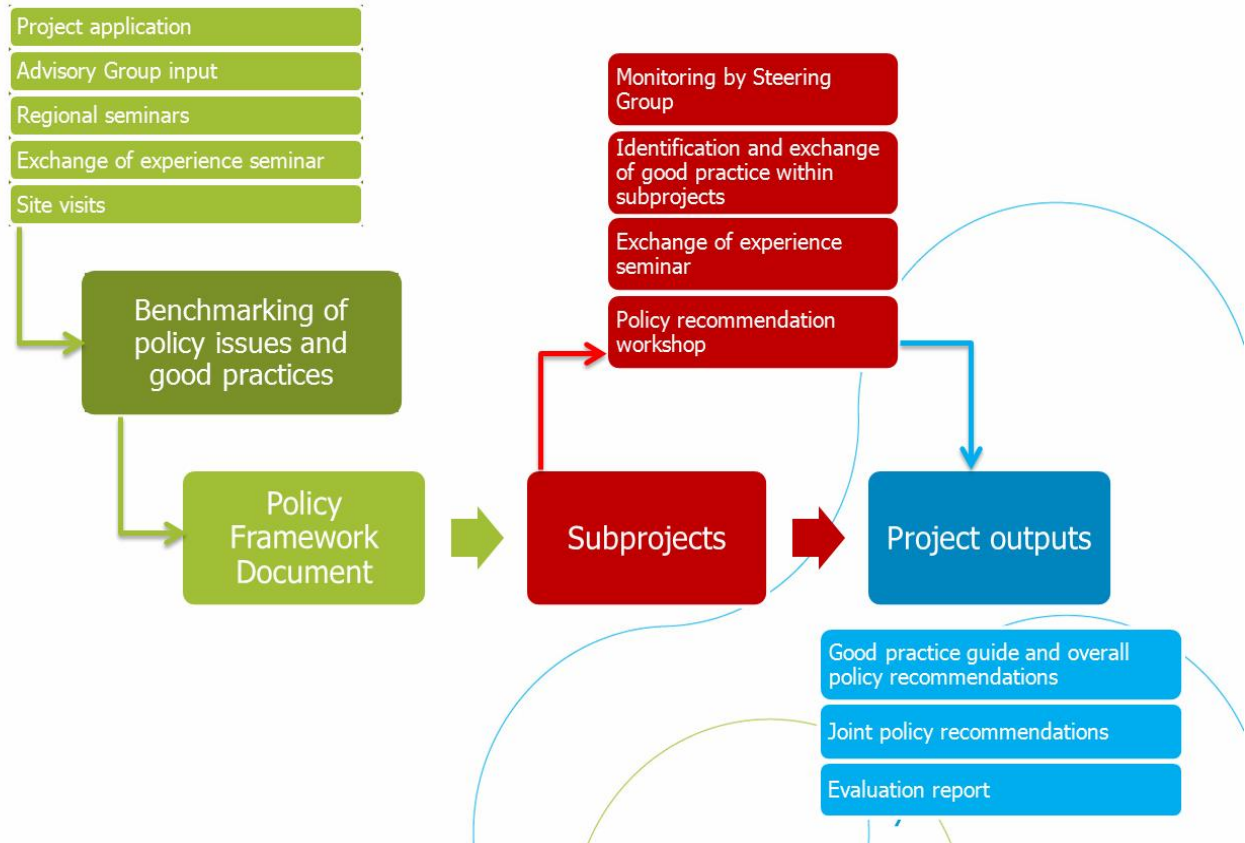 Project application
Advisory Group input
Regional seminars
Exchange of experience seminar
Site visits
Benchmarking of
policy issues and
good practices
Policy
Framework
Document
Monitoring by Steering
Group
Identification and exchange
of good practice within
subprojects
Exchange of experience
seminar
Policy recommendation
workshop
Subprojects
Project outputs
Good practice guide and overall
policy recommendations
Joint policy recommendations
Evaluation report